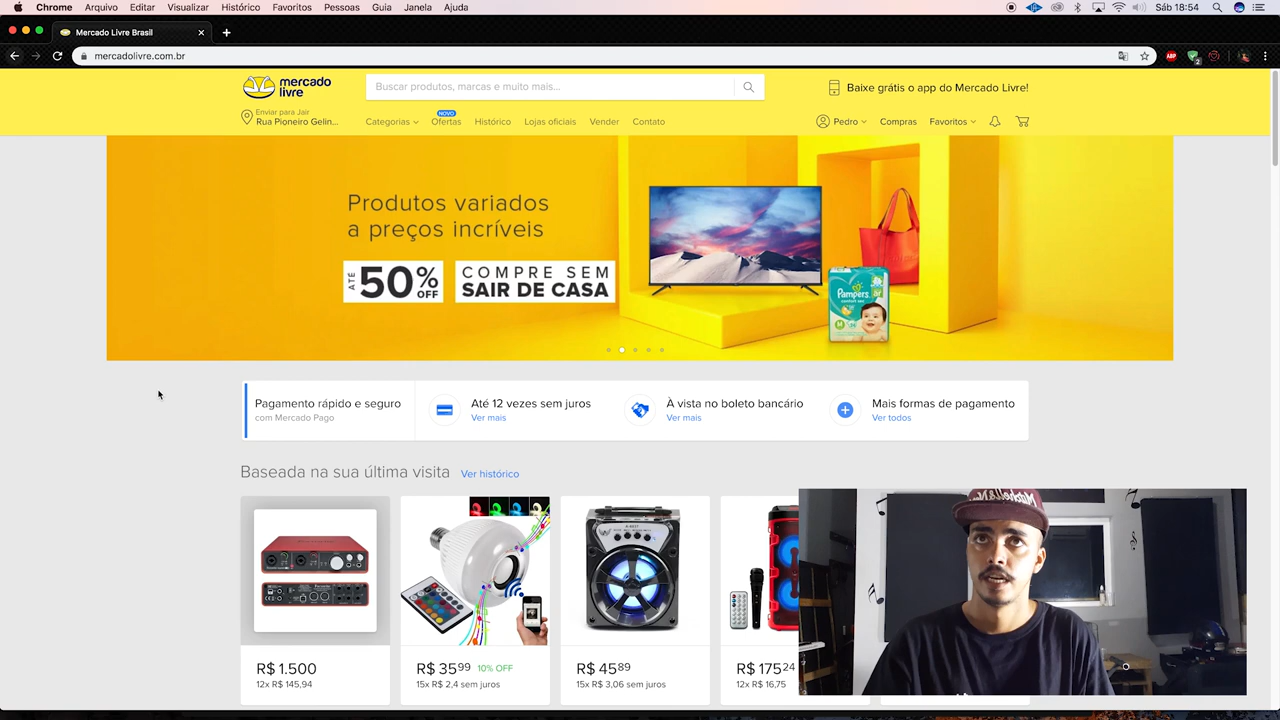 Chrome Arquivo Editar Visualizar Histórico Favoritos Pessoas Guia Janela Ajuda Sáb 18:54
Mercado Livre Brasil
mercadolivre.com.br
ABP
2
mercado
livre
Buscar produtos, marcas e muito mais...
Baixe grátis o app do Mercado Livre!
Enviar para Jair
Rua Pioneiro Gelin...
NOVO
Categorias Ofertas Histórico Lojas oficiais Vender Contato Pedro Compras Favoritos
Produtos variados
a preços incríveis
ATÉ 50% OFF
COMPRE SEM
SAIR DE CASA
Pampers
confort sec
M
Pagamento rápido e seguro
com Mercado Pago
Até 12 vezes sem juros
Ver mais
À vista no boleto bancário
Ver mais
Mais formas de pagamento
Ver todos
Baseada na sua última visita Ver histórico
R$ 1.500
12x R$ 145,94
R$ 35 99 10% OFF
15x R$ 2,4 sem juros
R$ 45 89
15x R$ 3,06 sem juros
R$ 175 24
12x R$ 16,75